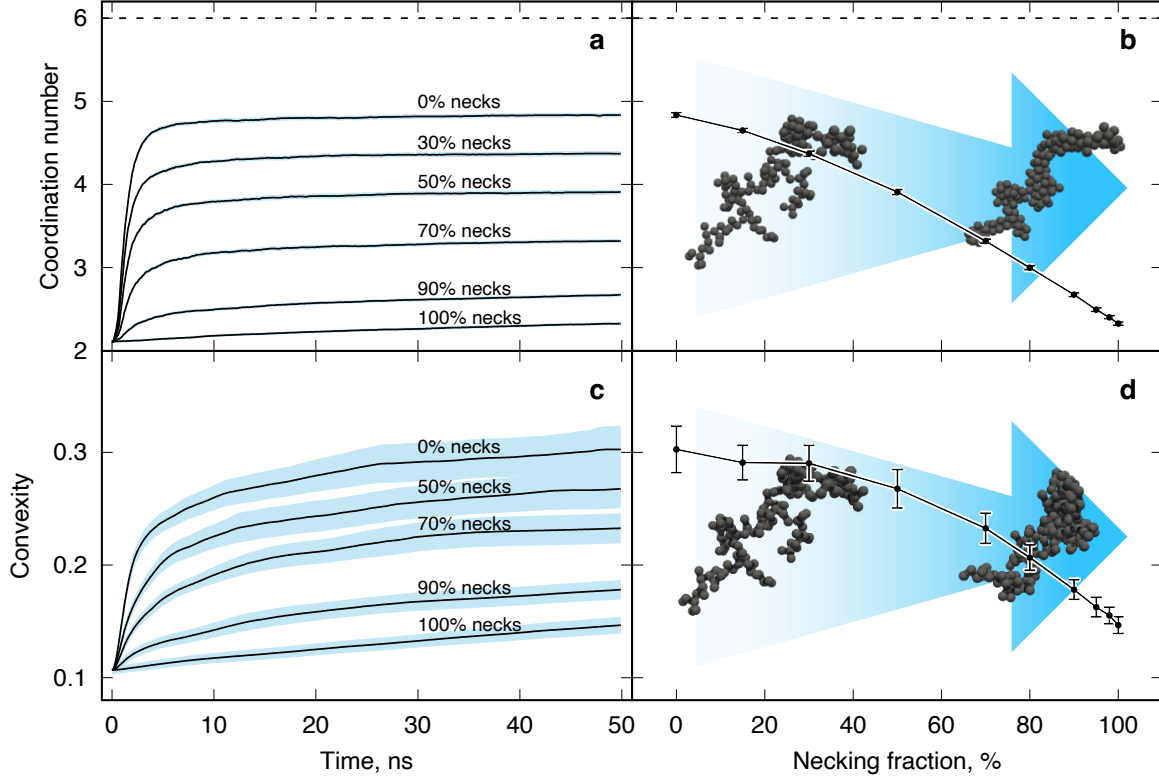 6
5
4
3
2
Coordination number
a
0% necks
30% necks
50% necks
70% necks
90% necks
100% necks
b
0.3
0.2
0.1
Convexity
c
0% necks
50% necks
70% necks
90% necks
100% necks
0 10 20 30 40 50
Time, ns
d
0 20 40 60 80 100
Necking fraction, %